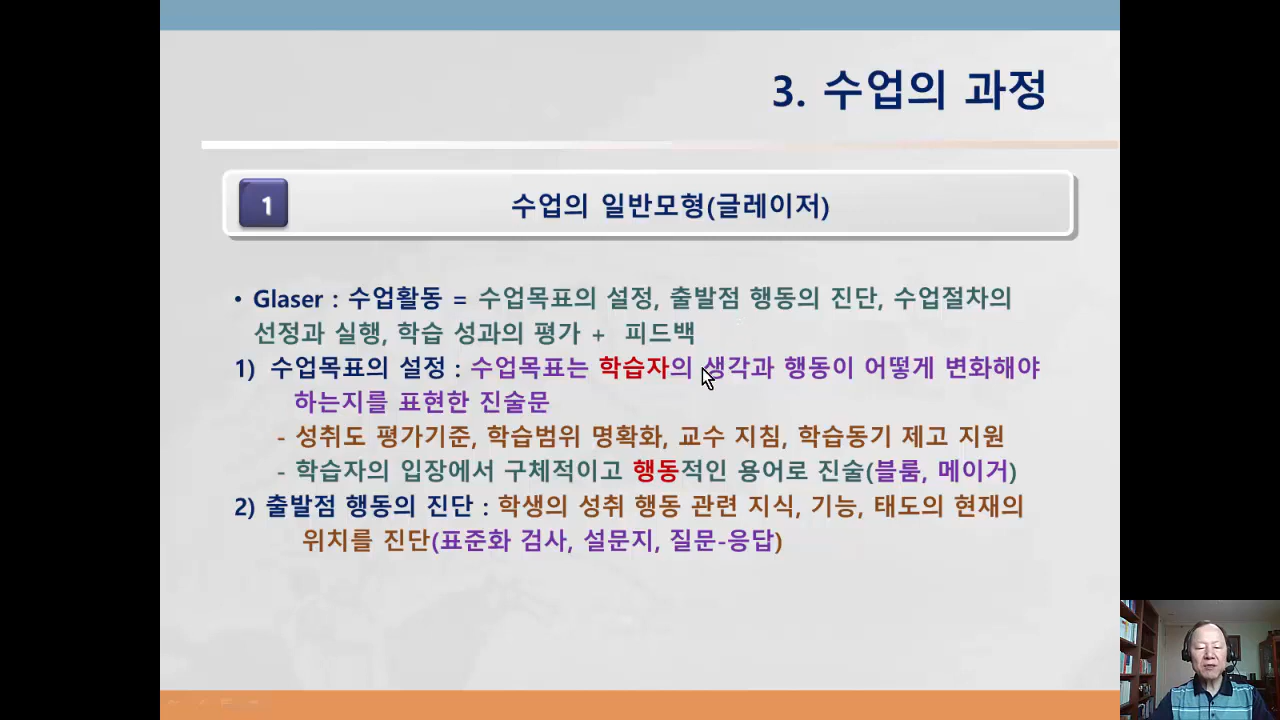 3. 수업의 과정
1
수업의 일반모형(글레이저)
• Glaser : 수업활동 = 수업목표의 설정, 출발점 행동의 진단, 수업절차의
선정과 실행, 학습 성과의 평가 + 피드백
1) 수업목표의 설정 : 수업목표는 학습자의 생각과 행동이 어떻게 변화해야
하는지를 표현한 진술문
- 성취도 평가기준, 학습범위 명확화, 교수 지침, 학습동기 제고 지원
- 학습자의 입장에서 구체적이고 행동적인 용어로 진술(블룸, 메이거)
2) 출발점 행동의 진단 : 학생의 성취 행동 관련 지식, 기능, 태도의 현재의
위치를 진단(표준화 검사, 설문지, 질문-응답)